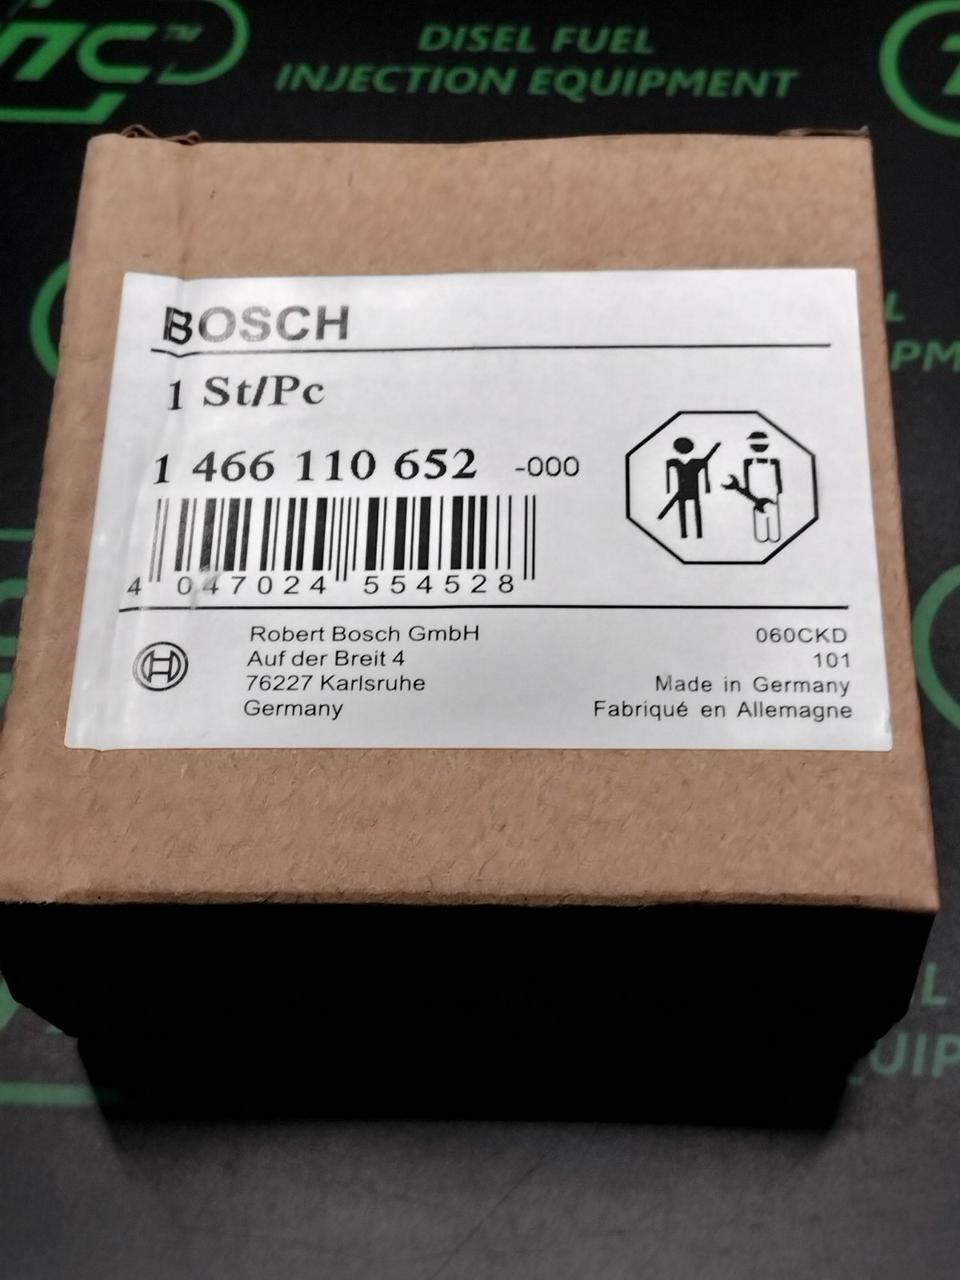 DISEL FUEL
INJECTION EQUIPMENT
BOSCH
1 St/Pc
1 466 110 652 -000
4 047024 554528
Robert Bosch GmbH
Auf der Breit 4
76227 Karlsruhe
Germany
060CKD
101
Made in Germany
Fabriqué en Allemagne